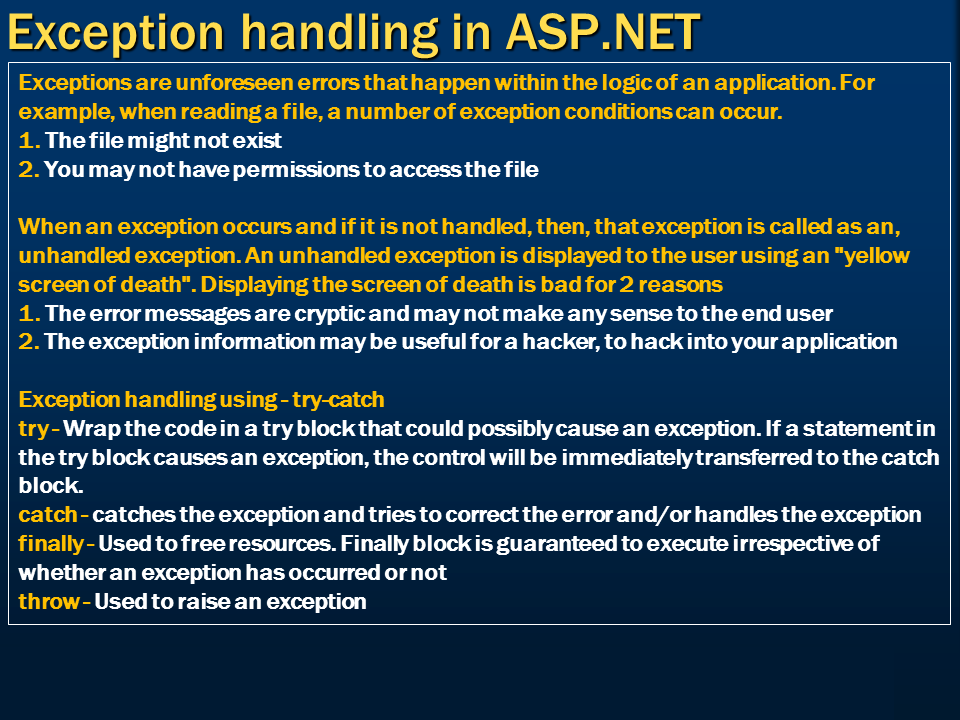 Exception handling in ASP.NET
Exceptions are unforeseen errors that happen within the logic of an application. For
example, when reading a file, a number of exception conditions can occur.
1. The file might not exist
2. You may not have permissions to access the file
When an exception occurs and if it is not handled, then, that exception is called as an,
unhandled exception. An unhandled exception is displayed to the user using an "yellow
screen of death". Displaying the screen of death is bad for 2 reasons
1. The error messages are cryptic and may not make any sense to the end user
2. The exception information may be useful for a hacker, to hack into your application
Exception handling using - try-catch
try - Wrap the code in a try block that could possibly cause an exception. If a statement in
the try block causes an exception, the control will be immediately transferred to the catch
block.
catch - catches the exception and tries to correct the error and/or handles the exception
finally - Used to free resources. Finally block is guaranteed to execute irrespective of
whether an exception has occurred or not
throw - Used to raise an exception